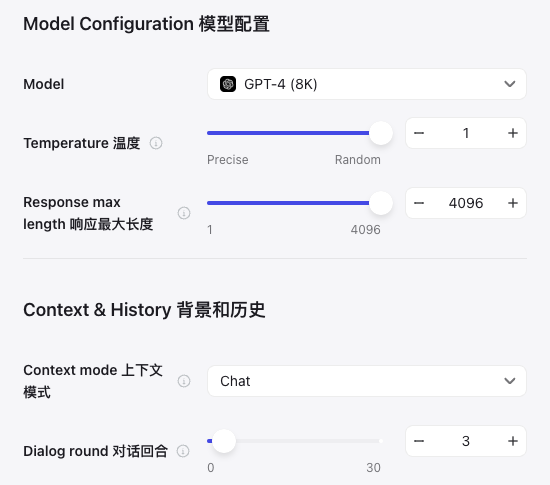 Model Configuration 模型配置
Model
GPT-4 (8K)
Temperature 温度
− 1 +
Precise Random
Response max
length 响应最大长度
− 4096 +
1 4096
Context & History 背景和历史
Context mode 上下文
模式
Chat
Dialog round 对话回合
− 3 +
0 30